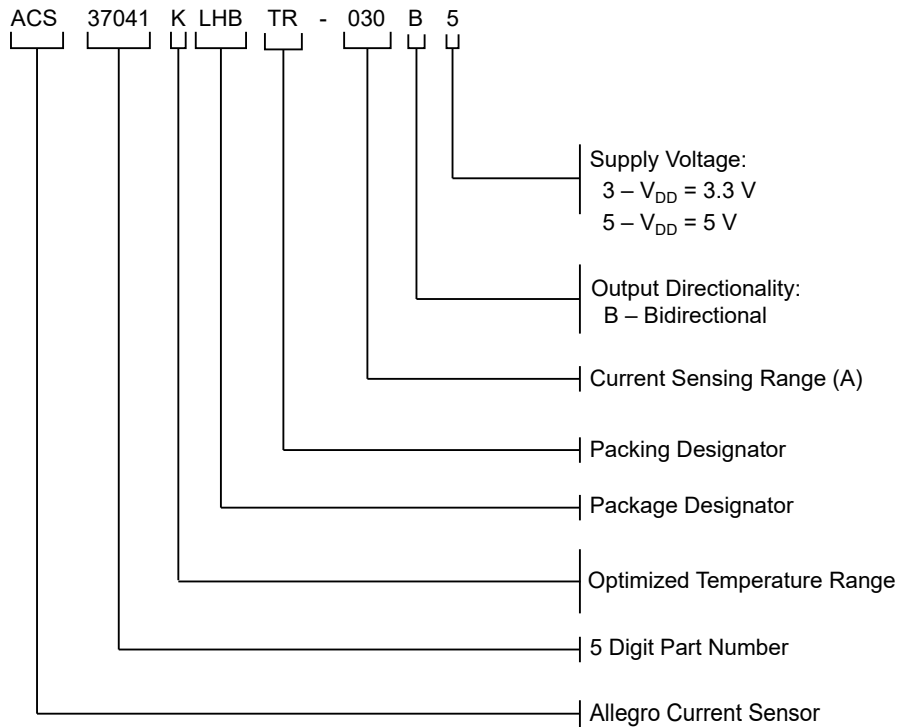 ACS 37041 K LHB TR - 030 B 5
Supply Voltage:
3 – VDD = 3.3 V
5 – VDD = 5 V
Output Directionality:
B – Bidirectional
Current Sensing Range (A)
Packing Designator
Package Designator
Optimized Temperature Range
5 Digit Part Number
Allegro Current Sensor